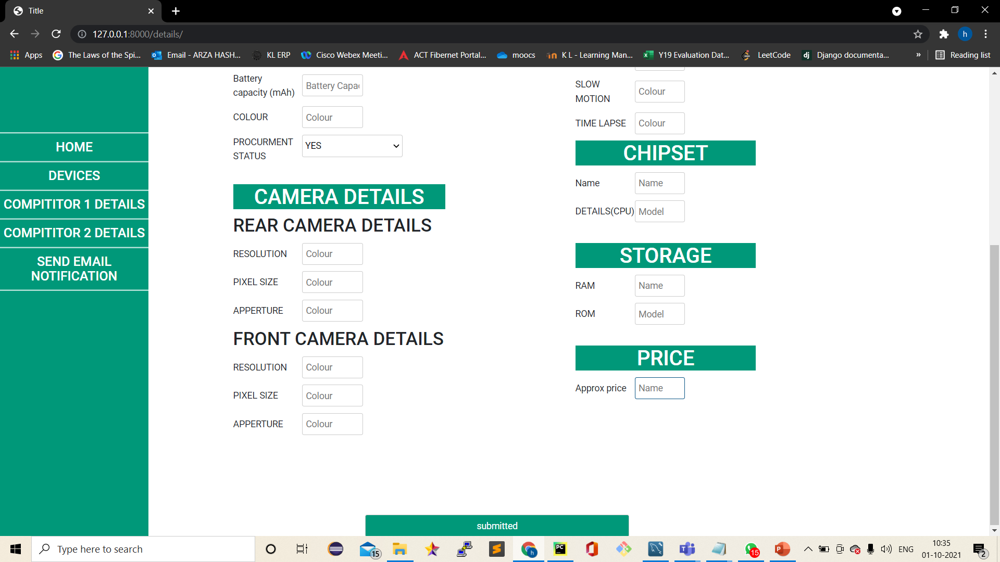 Title
127.0.0.1:8000/details/
h
Apps
The Laws of the Spi...
Email - ARZA HASH...
KL ERP
Cisco Webex Meeti...
ACT Fibernet Portal...
moocs
K L - Learning Man...
Y19 Evaluation Dat...
LeetCode
dj
Django documenta...
»
Reading list
HOME
DEVICES
COMPITITOR 1 DETAILS
COMPITITOR 2 DETAILS
SEND EMAIL
NOTIFICATION
Battery
capacity (mAh)
Battery Capa
COLOUR
Colour
PROCURMENT
STATUS
YES
CAMERA DETAILS
REAR CAMERA DETAILS
RESOLUTION
Colour
PIXEL SIZE
Colour
APPERTURE
Colour
FRONT CAMERA DETAILS
RESOLUTION
Colour
PIXEL SIZE
Colour
APPERTURE
Colour
SLOW
MOTION
Colour
TIME LAPSE
Colour
CHIPSET
Name
Name
DETAILS(CPU)
Model
STORAGE
RAM
Name
ROM
Model
PRICE
Approx price
Name
submitted
Type here to search
15
h
PC
T
15
P
ENG
10:35
01-10-2021
2